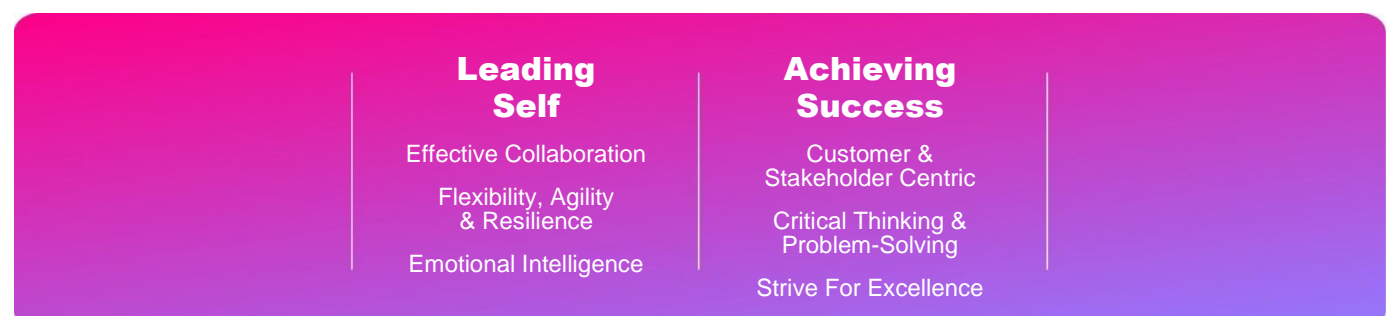 Leading
Self
Effective Collaboration
Flexibility, Agility
& Resilience
Emotional Intelligence
Achieving
Success
Customer &
Stakeholder Centric
Critical Thinking &
Problem-Solving
Strive For Excellence